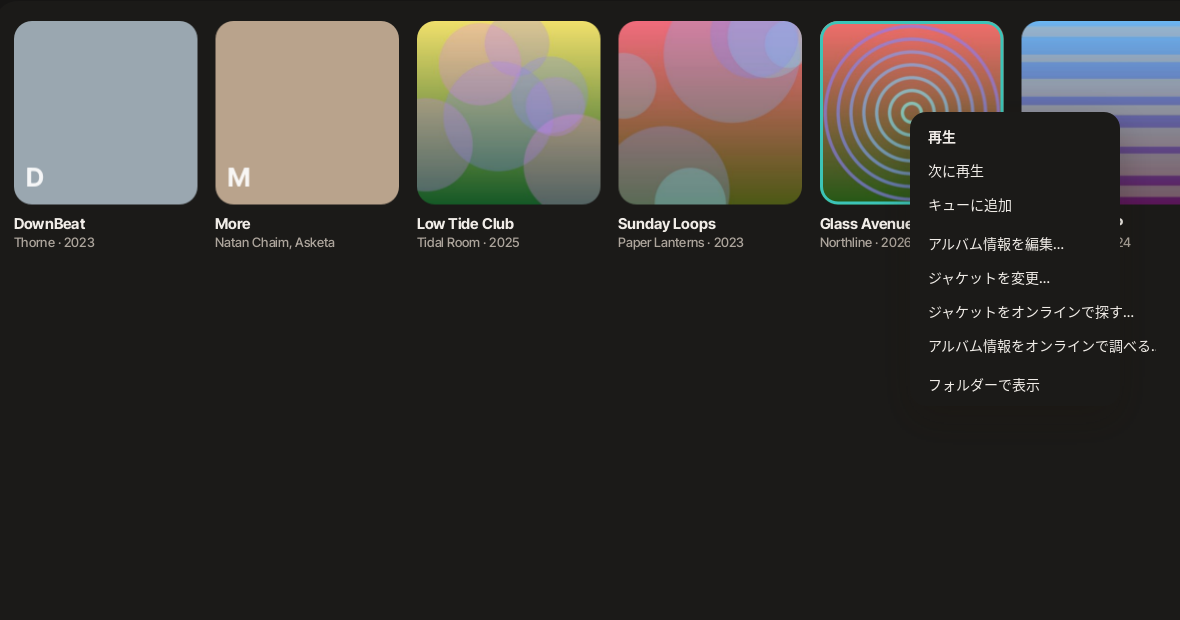 D
M
DownBeat
Thorne · 2023
More
Natan Chaim, Asketa
Low Tide Club
Tidal Room · 2025
Sunday Loops
Paper Lanterns · 2023
Glass Avenue
Northline · 2026
再生
次に再生
キューに追加
アルバム情報を編集...
ジャケットを変更...
ジャケットをオンラインで探す...
アルバム情報をオンラインで調べる..
フォルダーで表示